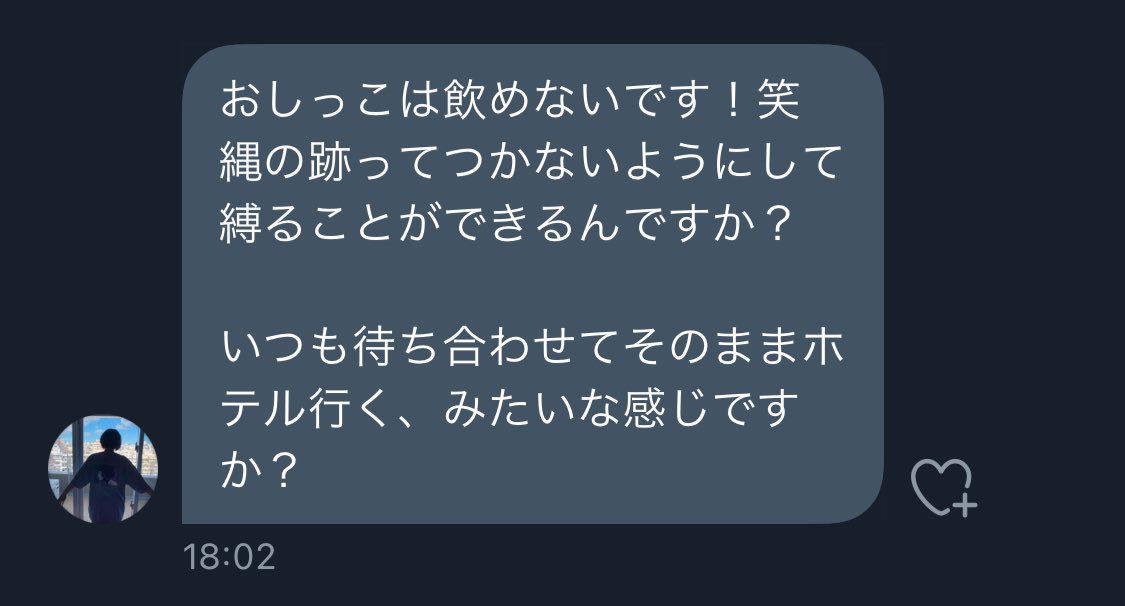 おしっこは飲めないです！笑
縄の跡ってつかないようにして
縛ることができるんですか？
いつも待ち合わせてそのままホ
テル行く、みたいな感じです
か？
18:02